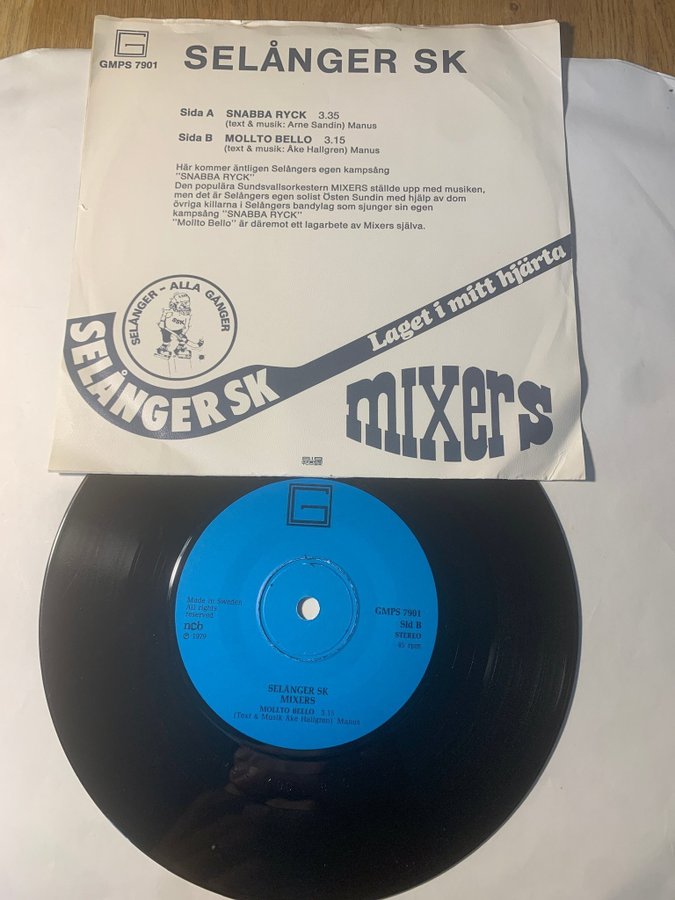 G
GMPS 7901
SELÅNGER SK
Sida A SNABBA RYCK 3.35
(text & musik: Arne Sandin) Manus
Sida B MOLLTO BELLO 3.15
(text & musik: Åke Hallgren) Manus
Här kommer äntligen Selångers egen kampsång
"SNABBA RYCK"
Den populära Sundsvallsorkestern MIXERS ställde upp med musiken,
men det är Selångers egen solist Östen Sundin med hjälp av dom
övriga killarna i Selångers bandylag som sjunger sin egen
kampsång "SNABBA RYCK"
"Mollto Bello" är däremot ett lagarbete av Mixers själva.
SELÅNGER - ALLA GÅNGER
SSK
SELÅNGER SK
Laget i mitt hjärta
mixers
G
Made in Sweden
All rights
reserved
ncb
℗ 1979
GMPS 7901
Sid B
STEREO
45 rpm
SELÅNGER SK
MIXERS
MOLLTO BELLO 3.15
(Text & Musik Åke Hallgren) Manus